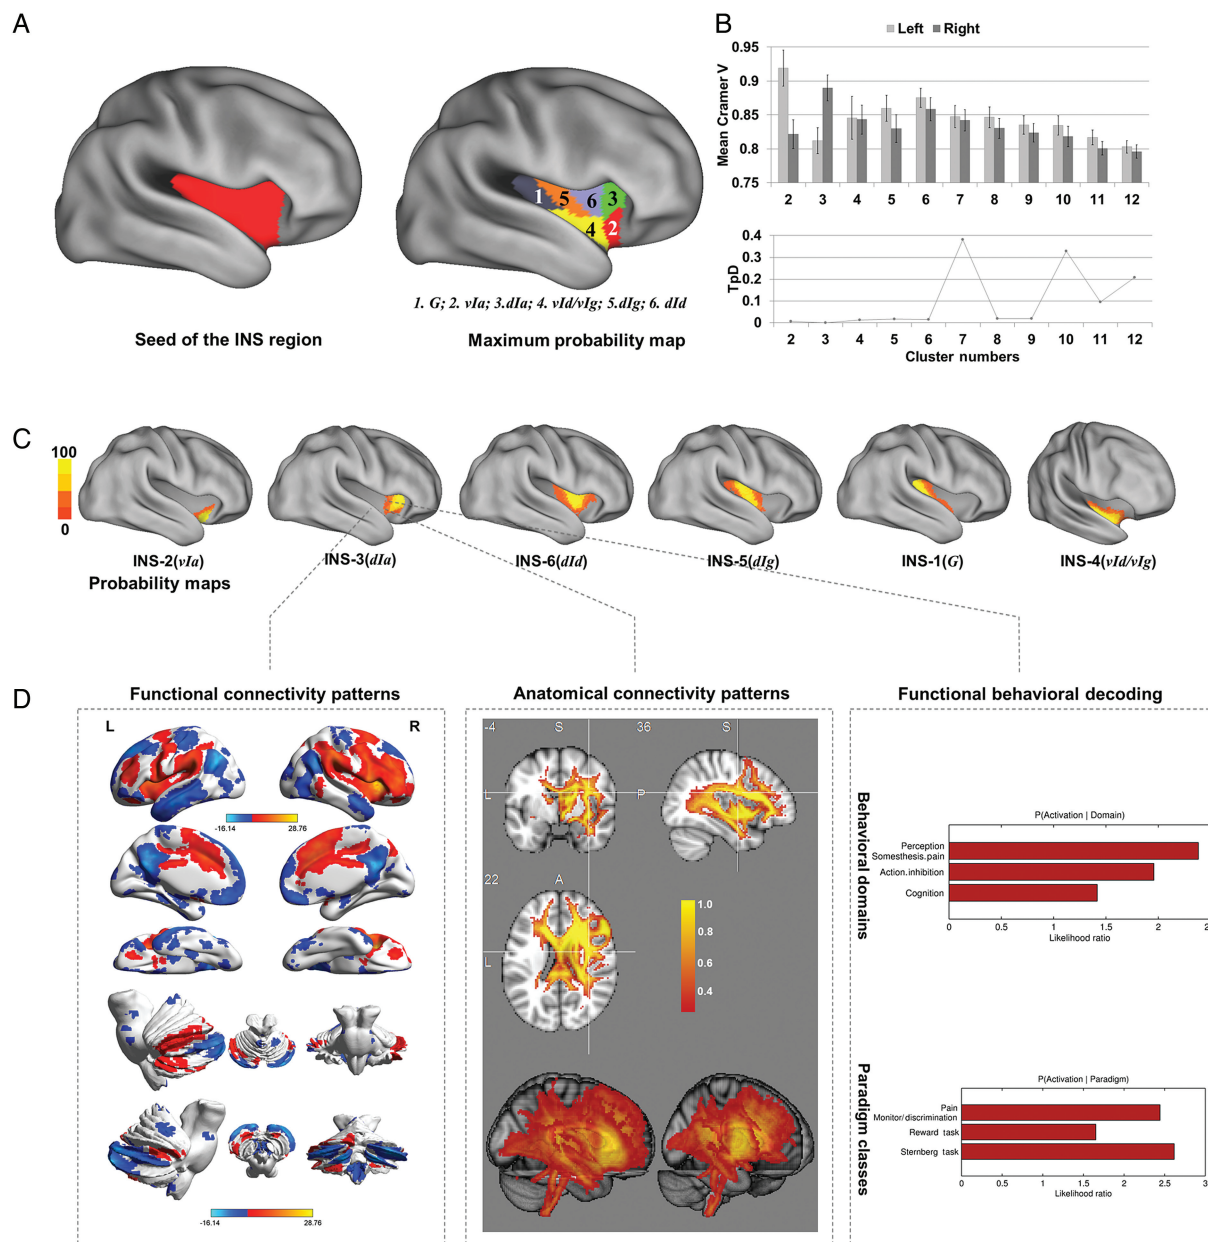 A
1
5
6
3
4
2
1. G; 2. vIa; 3.dIa; 4. vId/vIg; 5.dIg; 6. dId
Seed of the INS region
Maximum probability map
B
Left Right
Mean Cramer V
0.95
0.9
0.85
0.8
0.75
2 3 4 5 6 7 8 9 10 11 12
TpD
0.4
0.3
0.2
0.1
0
2 3 4 5 6 7 8 9 10 11 12
Cluster numbers
C
100
0
INS-2(vIa)
INS-3(dIa)
INS-6(dId)
INS-5(dIg)
INS-1(G)
INS-4(vId/vIg)
Probability maps
D
Functional connectivity patterns
L
R
-16.14 28.76
-16.14 28.76
Anatomical connectivity patterns
-4 S 36 S
L P
22 A
L
1.0
0.8
0.6
0.4
Functional behavioral decoding
Behavioral domains
P(Activation | Domain)
Perception
Somesthesis.pain
Action.inhibition
Cognition
0 0.5 1 1.5 2
Likelihood ratio
Paradigm classes
P(Activation | Paradigm)
Pain
Monitor/discrimination
Reward task
Sternberg task
0 0.5 1 1.5 2 2.5 3
Likelihood ratio